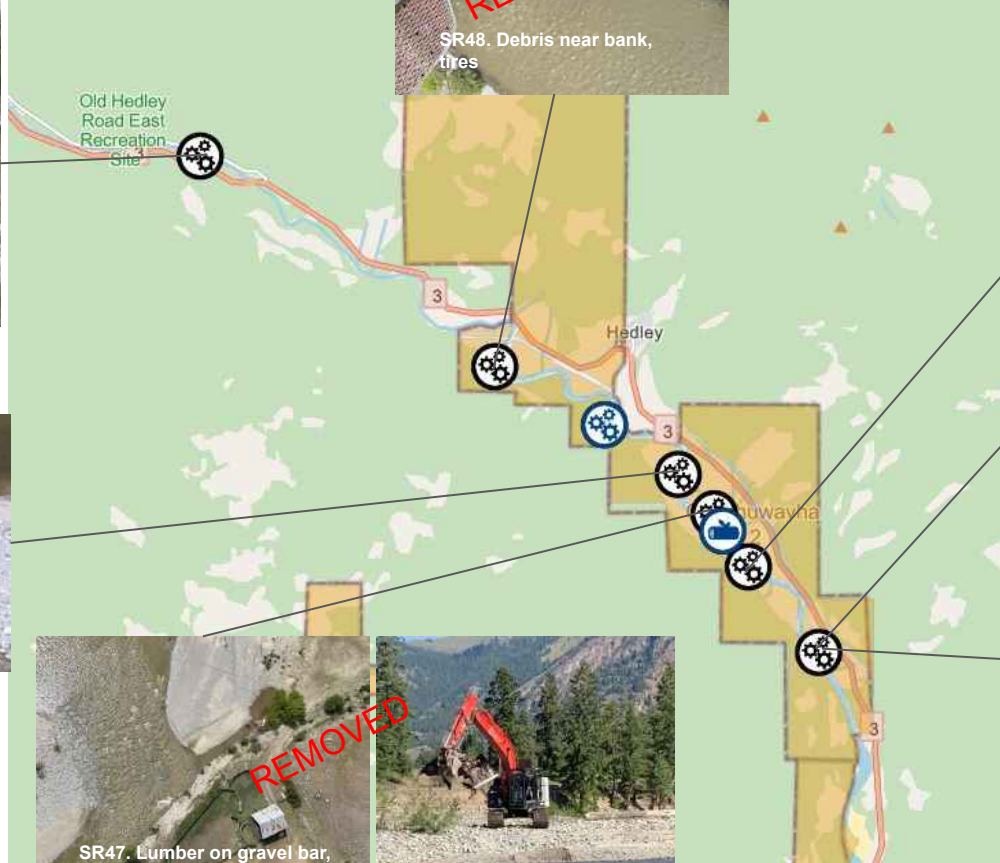 SR48. Debris near bank,
tires
Old Hedley
Road East
Recreation
Site
3
3
Hedley
3
3
REMOVED
SR47. Lumber on gravel bar,